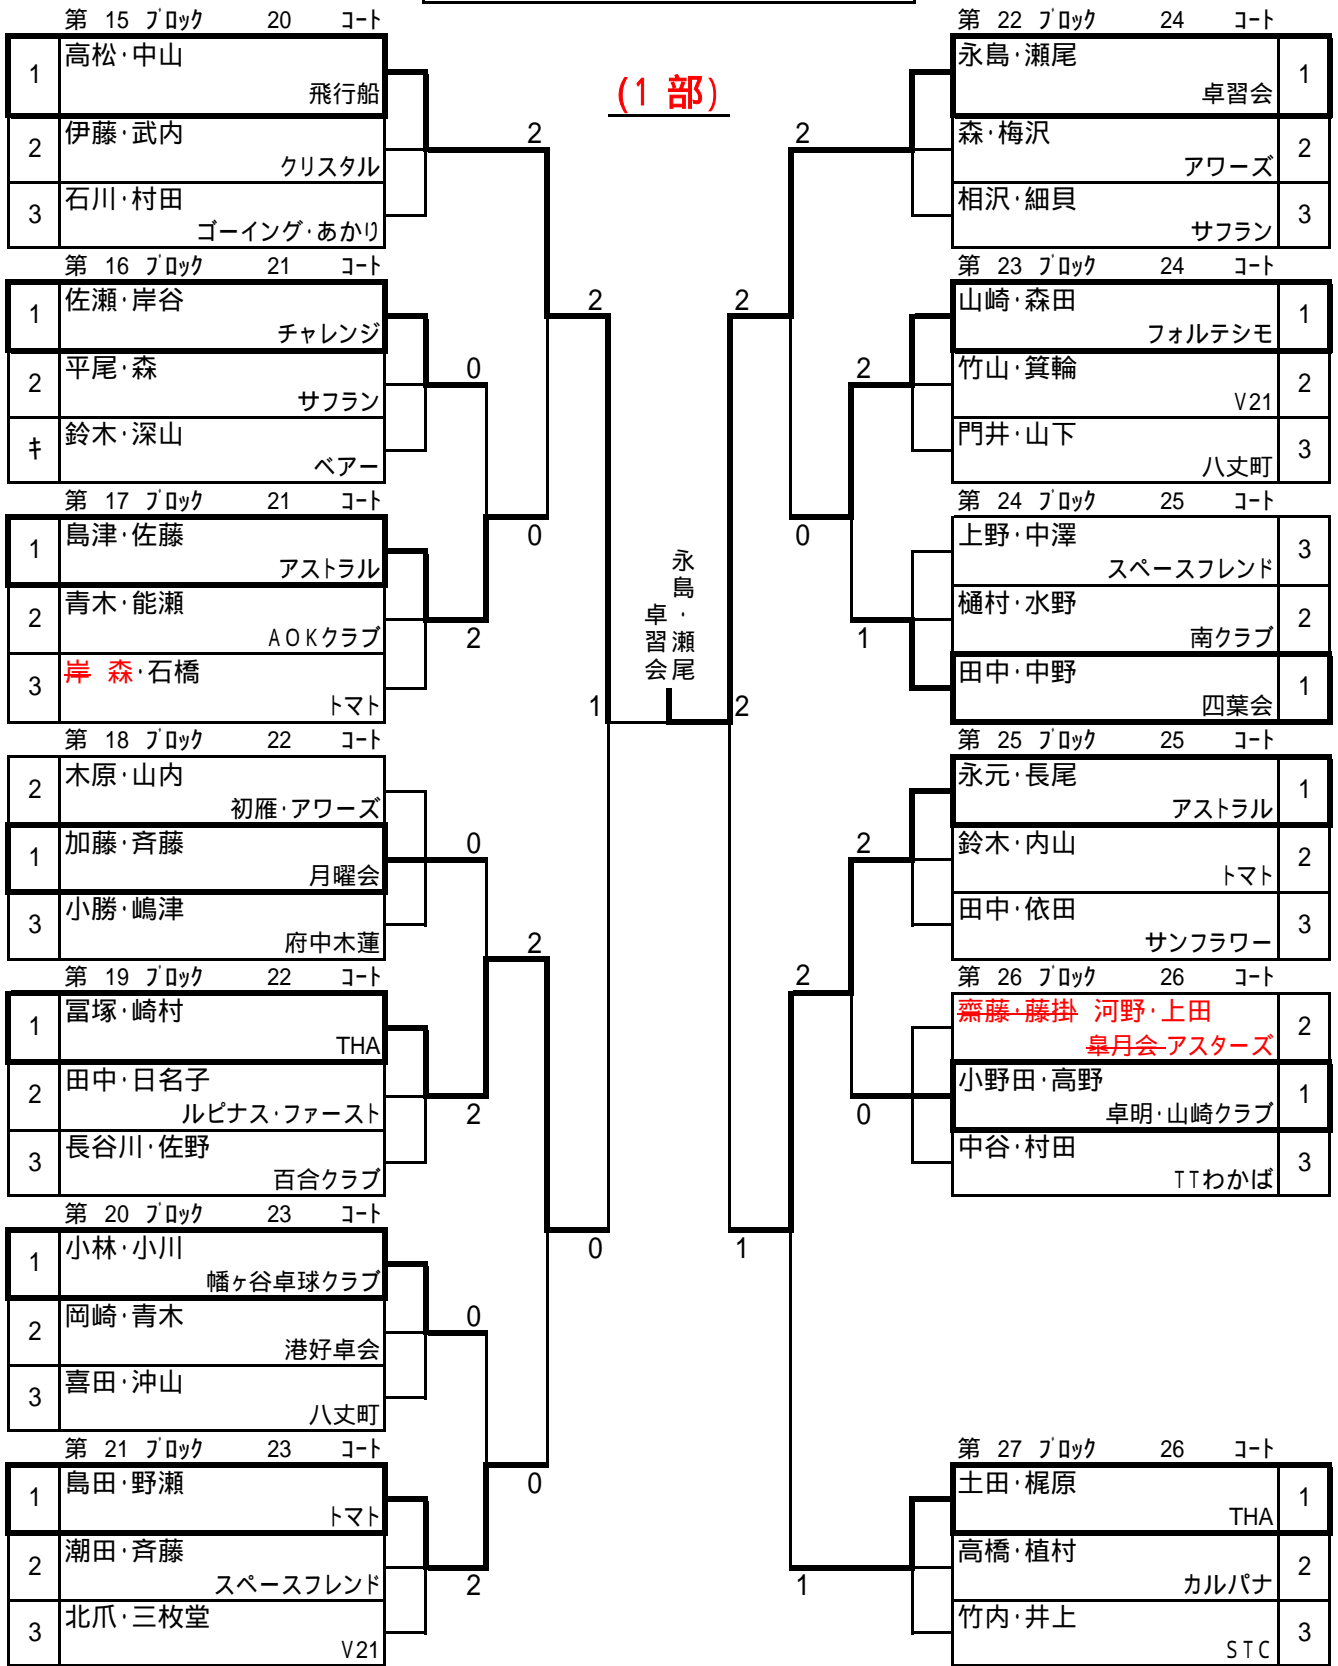 (1 部)
第 15 ブロック 20 コート
1 高松・中山
飛行船
2 伊藤・武内
クリスタル
3 石川・村田
ゴーイング・あかり
第 16 ブロック 21 コート
1 佐瀬・岸谷
チャレンジ
2 平尾・森
サフラン
キ 鈴木・深山
ベアー
第 17 ブロック 21 コート
1 島津・佐藤
アストラル
2 青木・能瀬
AOKクラブ
3 岸 森・石橋
トマト
第 18 ブロック 22 コート
2 木原・山内
初雁・アワーズ
1 加藤・斉藤
月曜会
3 小勝・嶋津
府中木蓮
第 19 ブロック 22 コート
1 冨塚・崎村
THA
2 田中・日名子
ルピナス・ファースト
3 長谷川・佐野
百合クラブ
第 20 ブロック 23 コート
1 小林・小川
幡ヶ谷卓球クラブ
2 岡崎・青木
港好卓会
3 喜田・沖山
八丈町
第 21 ブロック 23 コート
1 島田・野瀬
トマト
2 潮田・斉藤
スペースフレンド
3 北爪・三枚堂
V21
2
0
2
0
2
0
2
0
2
0
2
0
1
永島・瀬尾
卓習会
2
2
2
2
0
1
2
2
0
1
1
第 22 ブロック 24 コート
永島・瀬尾 1
卓習会
森・梅沢 2
アワーズ
相沢・細貝 3
サフラン
第 23 ブロック 24 コート
山崎・森田 1
フォルテシモ
竹山・箕輪 2
V21
門井・山下 3
八丈町
第 24 ブロック 25 コート
上野・中澤 3
スペースフレンド
樋村・水野 2
南クラブ
田中・中野 1
四葉会
第 25 ブロック 25 コート
永元・長尾 1
アストラル
鈴木・内山 2
トマト
田中・依田 3
サンフラワー
第 26 ブロック 26 コート
齋藤・藤掛 河野・上田 2
皐月会 アスターズ
小野田・高野 1
卓明・山崎クラブ
中谷・村田 3
TTわかば
第 27 ブロック 26 コート
土田・梶原 1
THA
高橋・植村 2
カルパナ
竹内・井上 3
STC